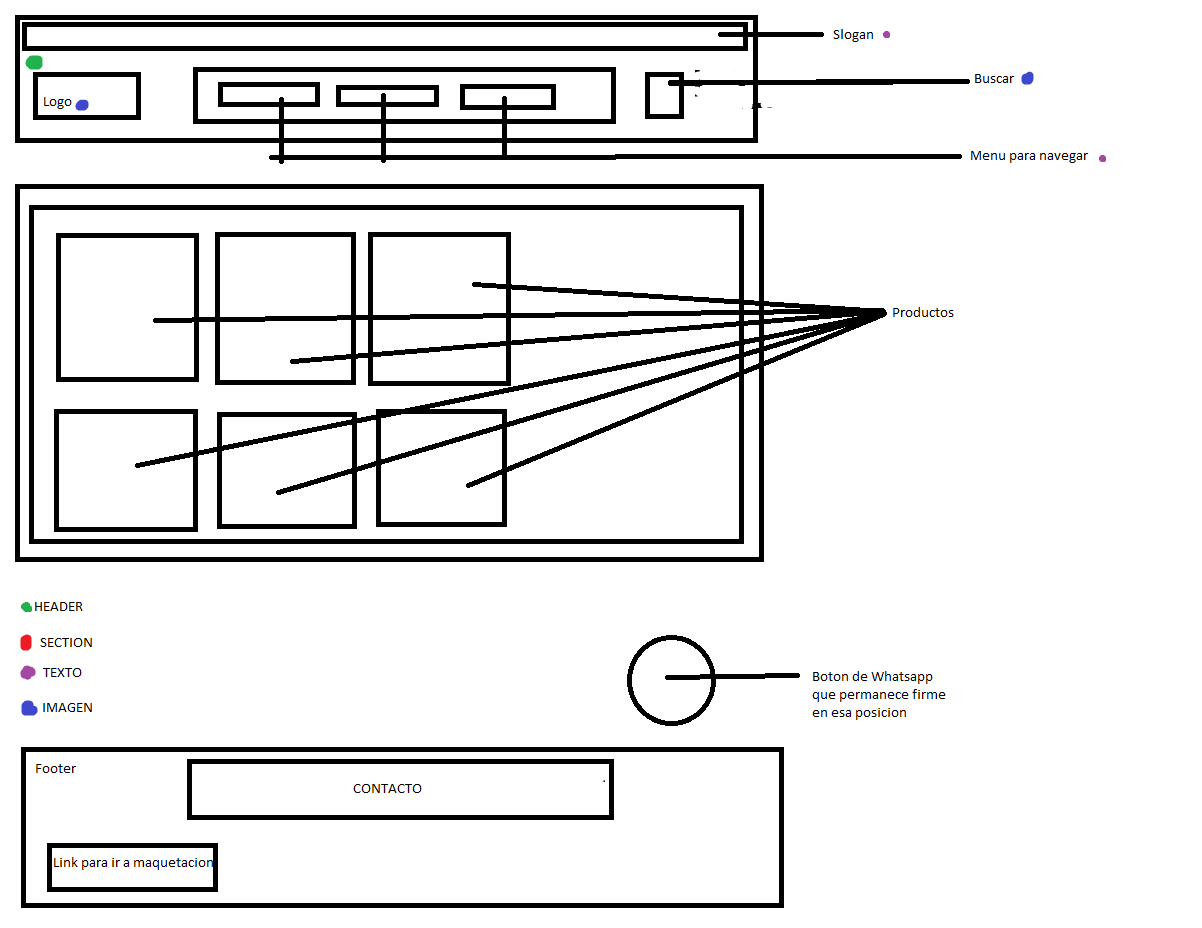 Slogan
Buscar
Logo
Menu para navegar
Productos
HEADER
SECTION
TEXTO
IMAGEN
Boton de Whatsapp
que permanece firme
en esa posicion
Footer
CONTACTO
Link para ir a maquetacion